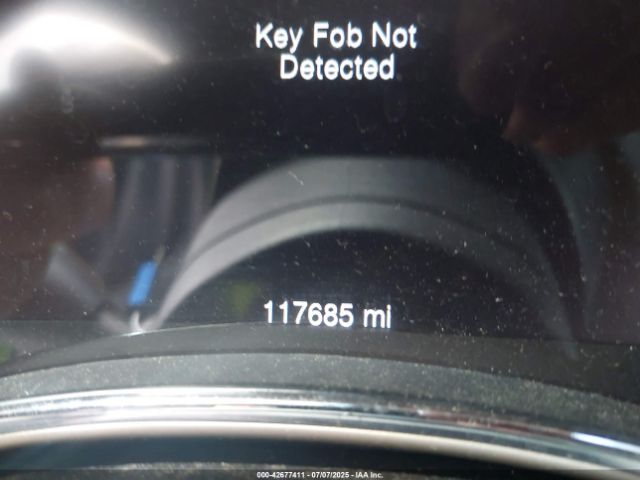 Key Fob Not
Detected
117685 mi
000-42677411 - 07/07/2025 - IAA Inc.